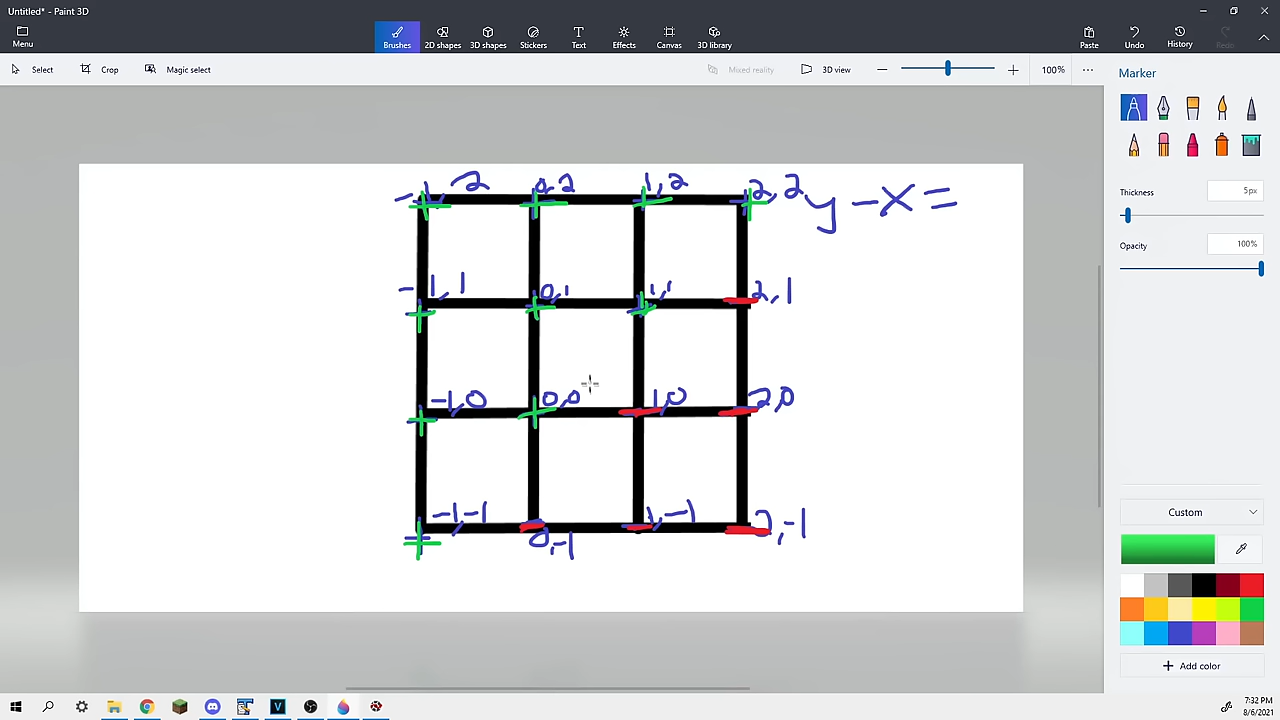 Untitled* - Paint 3D
Menu
Brushes 2D shapes 3D shapes Stickers Text Effects Canvas 3D library Paste Undo History Redo
Select Crop Magic select Mixed reality 3D view 100%
Marker
Thickness 5px
Opacity 100%
Custom
Add color
-1,2 0,2 1,2 2,2 y-x=
-1,1 0,1 1,1 2,1
-1,0 0,0 1,0 2,0
-1,-1 0,-1 1,-1 2,-1
7:32 PM
8/6/2021